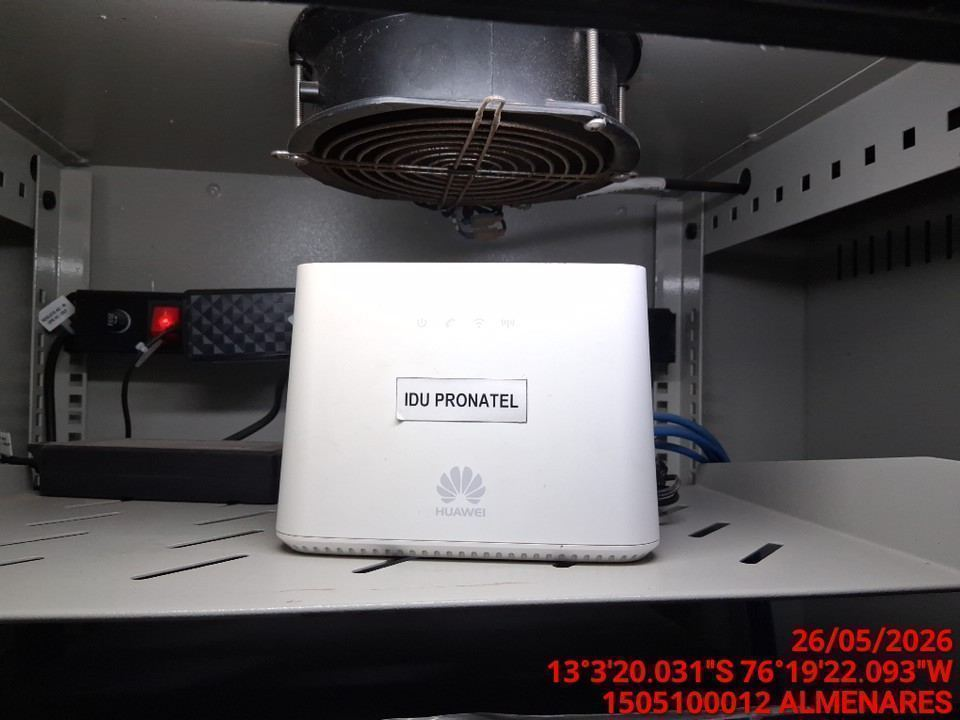 IDU PRONATEL
HUAWEI
26/05/2026
13°3'20.031"S 76°19'22.093"W
1505100012 ALMENARES